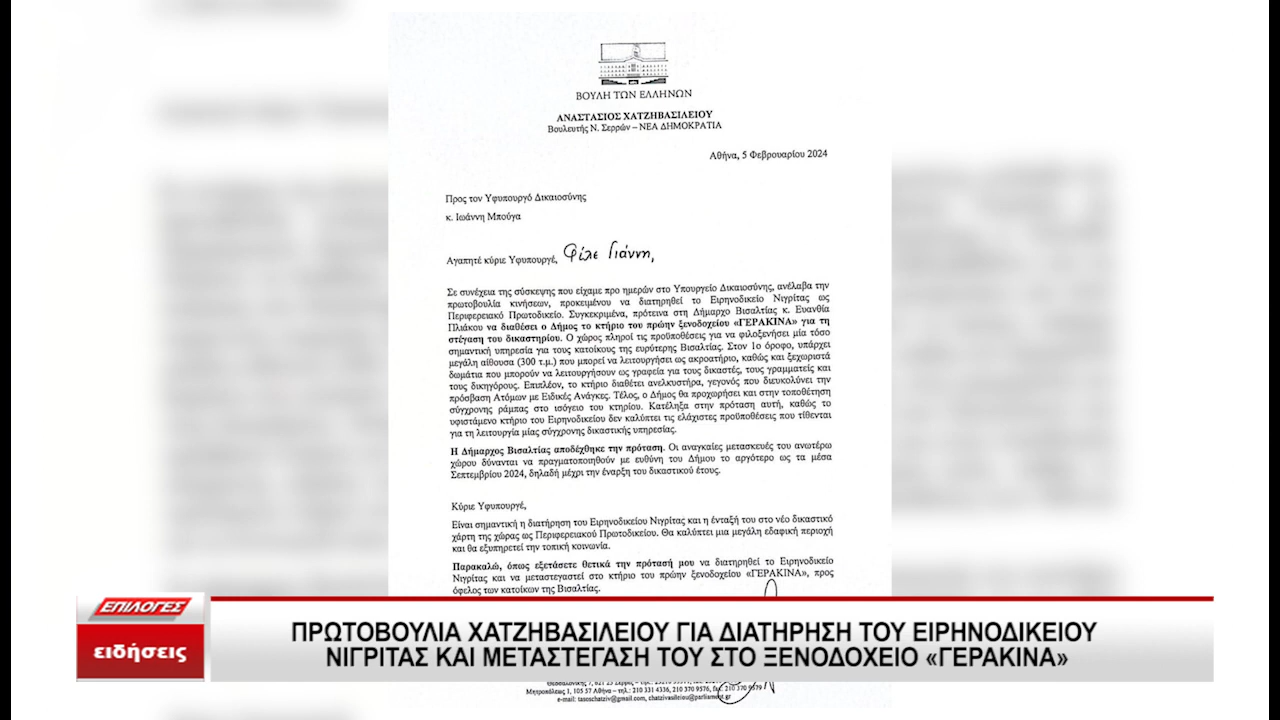 ΒΟΥΛΗ ΤΩΝ ΕΛΛΗΝΩΝ
ΑΝΑΣΤΑΣΙΟΣ ΧΑΤΖΗΒΑΣΙΛΕΙΟΥ
Βουλευτής Ν. Σερρών – ΝΕΑ ΔΗΜΟΚΡΑΤΙΑ
Αθήνα, 5 Φεβρουαρίου 2024
Προς τον Υφυπουργό Δικαιοσύνης
κ. Ιωάννη Μπούγα
Αγαπητέ κύριε Υφυπουργέ, Φίλε Γιάννη,
Σε συνέχεια της σύσκεψης που είχαμε προ ημερών στο Υπουργείο Δικαιοσύνης, ανέλαβα την
πρωτοβουλία κινήσεων, προκειμένου να διατηρηθεί το Ειρηνοδικείο Νιγρίτας ως
Περιφερειακό Πρωτοδικείο. Συγκεκριμένα, πρότεινα στη Δήμαρχο Βισαλτίας κ. Ευανθία
Πλιάκου να διαθέσει ο Δήμος το κτήριο του πρώην ξενοδοχείου «ΓΕΡΑΚΙΝΑ» για τη
στέγαση του δικαστηρίου. Ο χώρος πληροί τις προϋποθέσεις για να φιλοξενήσει μία τόσο
σημαντική υπηρεσία για τους κατοίκους της ευρύτερης Βισαλτίας. Στον 1ο όροφο, υπάρχει
μεγάλη αίθουσα (300 τ.μ.) που μπορεί να λειτουργήσει ως ακροατήριο, καθώς και ξεχωριστά
δωμάτια που μπορούν να λειτουργήσουν ως γραφεία για τους δικαστές, τους γραμματείς και
τους δικηγόρους. Επιπλέον, το κτήριο διαθέτει ανελκυστήρα, γεγονός που διευκολύνει την
πρόσβαση Ατόμων με Ειδικές Ανάγκες. Τέλος, ο Δήμος θα προχωρήσει και στην τοποθέτηση
σύγχρονης ράμπας στο ισόγειο του κτηρίου. Κατέληξα στην πρόταση αυτή, καθώς το
υφιστάμενο κτήριο του Ειρηνοδικείου δεν καλύπτει τις ελάχιστες προϋποθέσεις που τίθενται
για τη λειτουργία μίας σύγχρονης δικαστικής υπηρεσίας.
Η Δήμαρχος Βισαλτίας αποδέχθηκε την πρόταση. Οι αναγκαίες μετασκευές του ανωτέρω
χώρου δύνανται να πραγματοποιηθούν με ευθύνη του Δήμου το αργότερο ως τα μέσα
Σεπτεμβρίου 2024, δηλαδή μέχρι την έναρξη του δικαστικού έτους.
Κύριε Υφυπουργέ,
Είναι σημαντική η διατήρηση του Ειρηνοδικείου Νιγρίτας και η ένταξή του στο νέο δικαστικό
χάρτη της χώρας ως Περιφερειακού Πρωτοδικείου. Θα καλύπτει μια μεγάλη εδαφική περιοχή
και θα εξυπηρετεί την τοπική κοινωνία.
Παρακαλώ, όπως εξετάσετε θετικά την πρότασή μου να διατηρηθεί το Ειρηνοδικείο
Νιγρίτας και να μεταστεγαστεί στο κτήριο του πρώην ξενοδοχείου «ΓΕΡΑΚΙΝΑ», προς
όφελος των κατοίκων της Βισαλτίας.
ΕΠΙΛΟΓΕΣ
ειδήσεις
ΠΡΩΤΟΒΟΥΛΙΑ ΧΑΤΖΗΒΑΣΙΛΕΙΟΥ ΓΙΑ ΔΙΑΤΗΡΗΣΗ ΤΟΥ ΕΙΡΗΝΟΔΙΚΕΙΟΥ
ΝΙΓΡΙΤΑΣ ΚΑΙ ΜΕΤΑΣΤΕΓΑΣΗ ΤΟΥ ΣΤΟ ΞΕΝΟΔΟΧΕΙΟ «ΓΕΡΑΚΙΝΑ»
Μητροπόλεως 1, 105 57 Αθήνα – τηλ.: 210 331 4336, 210 370 9576, fax: 210 370 9579
e-mail: tasoschatziv@gmail.com, chatzivasileiou@parliament.gr